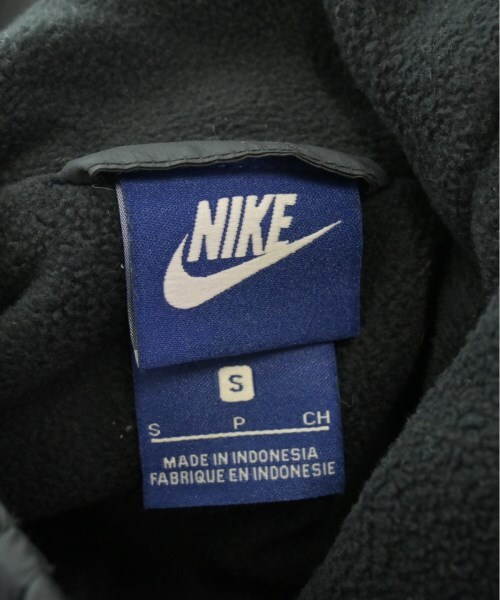 NIKE
S
S P CH
MADE IN INDONESIA
FABRIQUE EN INDONESIE